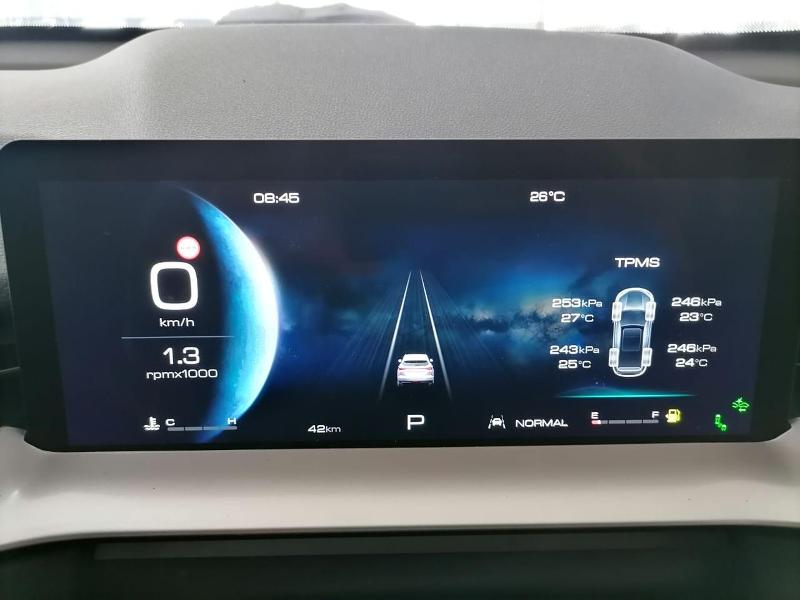 08:45
26°C
0
km/h
1.3
rpmx1000
TPMS
253kPa
27°C
246kPa
23°C
243kPa
25°C
246kPa
24°C
C H
42km
P
NORMAL
E F